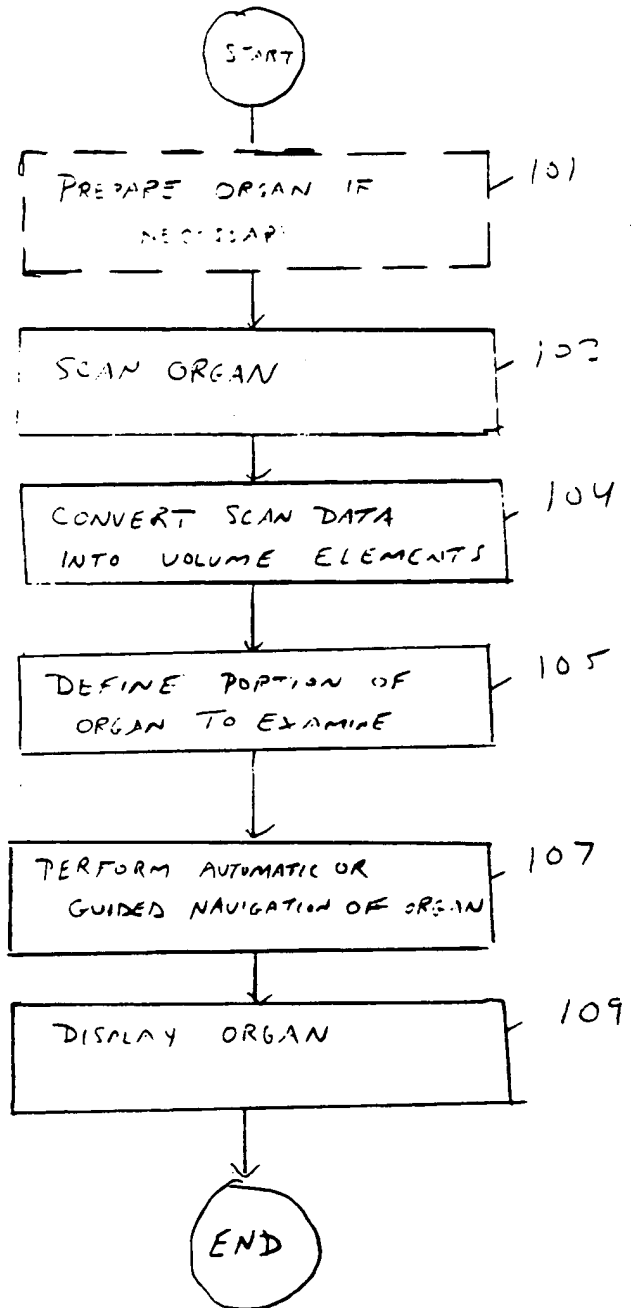 START
PREPARE ORGAN IF
101
SCAN ORGAN
CONVERT SCAN DATA
INTO VOLUME ELEMENTS
104
DEFINE PORTION OF
ORGAN TO EXAMINE
105
PERFORM AUTOMATIC OR
GUIDED NAVIGATION OF ORGAN
107
DISPLAY ORGAN
109
END